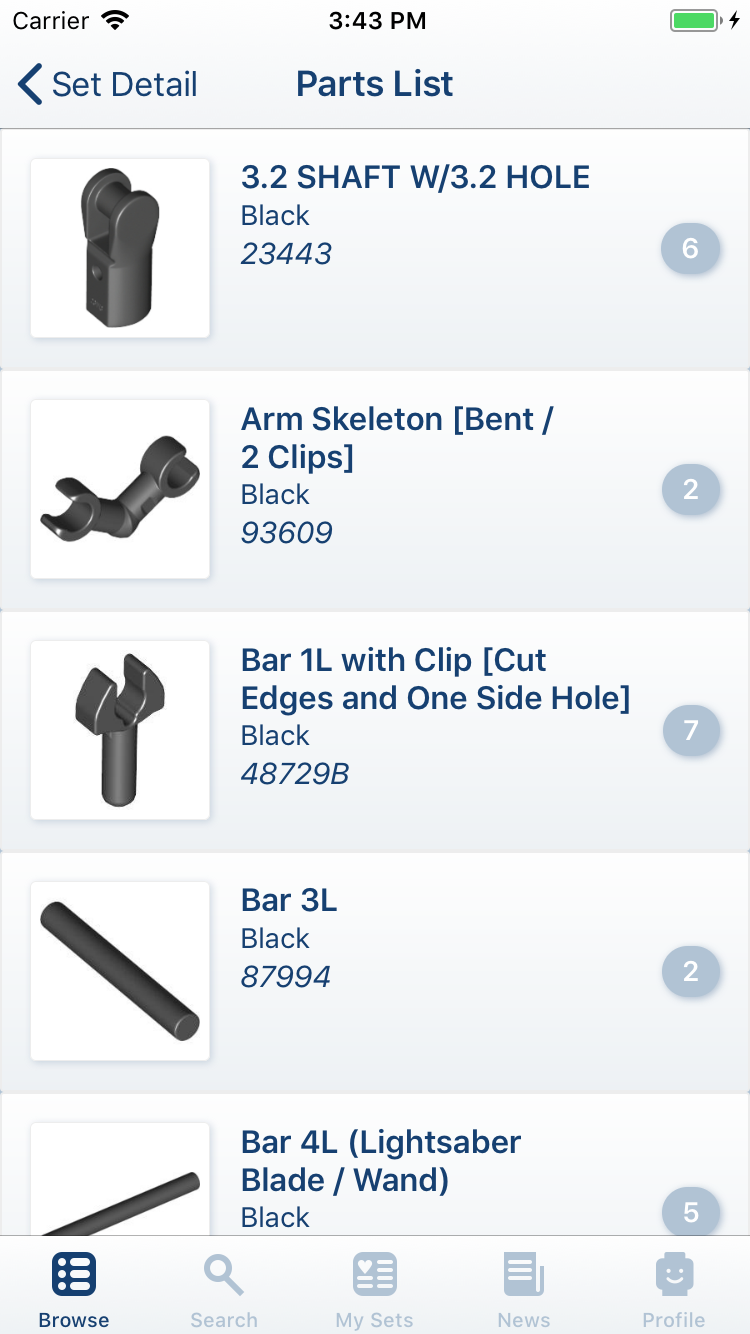 Carrier 3:43 PM
Set Detail Parts List
3.2 SHAFT W/3.2 HOLE
Black
23443
6
Arm Skeleton [Bent /
2 Clips]
Black
93609
2
Bar 1L with Clip [Cut
Edges and One Side Hole]
Black
48729B
7
Bar 3L
Black
87994
2
Bar 4L (Lightsaber
Blade / Wand)
Black
5
Browse Search My Sets News Profile